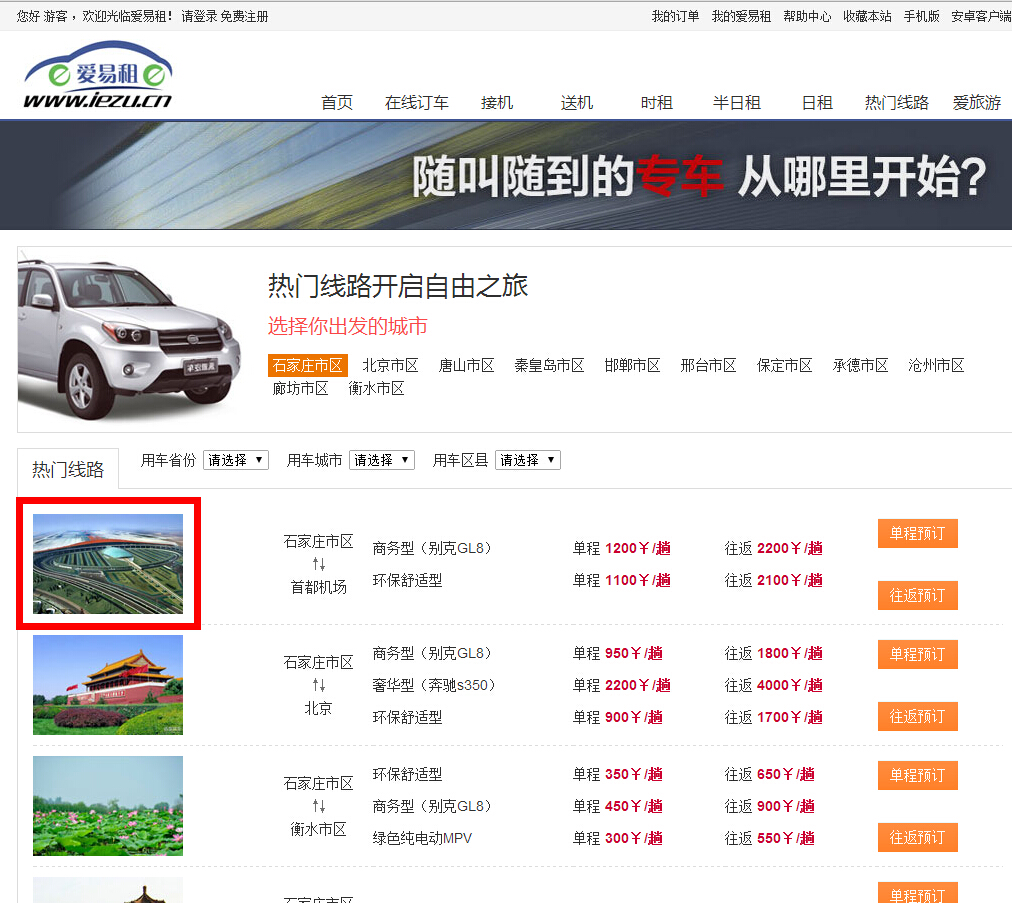 您好 游客 ，欢迎光临爱易租！ 请登录 免费注册
我的订单 我的爱易租 帮助中心 收藏本站 手机版 安卓客户端
爱易租
www.iezu.cn
首页 在线订车 接机 送机 时租 半日租 日租 热门线路 爱旅游
随叫随到的专车 从哪里开始?
热门线路开启自由之旅
选择你出发的城市
石家庄市区 北京市区 唐山市区 秦皇岛市区 邯郸市区 邢台市区 保定市区 承德市区 沧州市区
廊坊市区 衡水市区
热门线路 用车省份 请选择 用车城市 请选择 用车区县 请选择
石家庄市区
↑↓
首都机场
商务型（别克GL8） 单程 1200￥/趟 往返 2200￥/趟
环保舒适型 单程 1100￥/趟 往返 2100￥/趟
单程预订
往返预订
石家庄市区
↑↓
北京
商务型（别克GL8） 单程 950￥/趟 往返 1800￥/趟
奢华型（奔驰s350） 单程 2200￥/趟 往返 4000￥/趟
环保舒适型 单程 900￥/趟 往返 1700￥/趟
单程预订
往返预订
石家庄市区
↑↓
衡水市区
环保舒适型 单程 350￥/趟 往返 650￥/趟
商务型（别克GL8） 单程 450￥/趟 往返 900￥/趟
绿色纯电动MPV 单程 300￥/趟 往返 550￥/趟
单程预订
往返预订
石家庄市区
单程预订